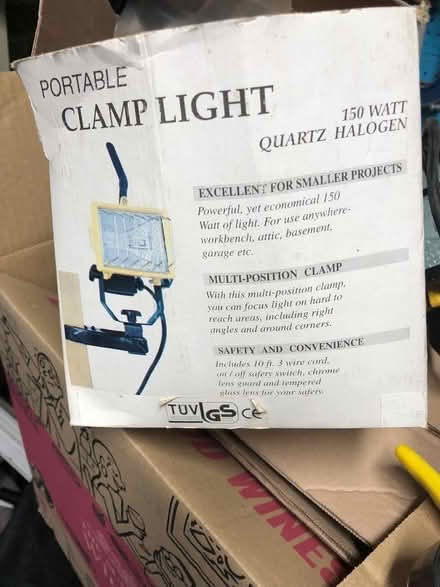 PORTABLE
CLAMP LIGHT
150 WATT
QUARTZ HALOGEN
EXCELLENT FOR SMALLER PROJECTS
Powerful, yet economical 150
Watt of light. For use anywhere-
workbench, attic, basement,
garage etc.
MULTI-POSITION CLAMP
With this multi-position clamp,
you can focus light on hard to
reach areas, including right
angles and around corners.
SAFETY AND CONVENIENCE
Includes 10 ft. 3 wire cord,
on / off safety switch, chrome
lens guard and tempered
glass lens for your safety.
TUV GS CE
WINES